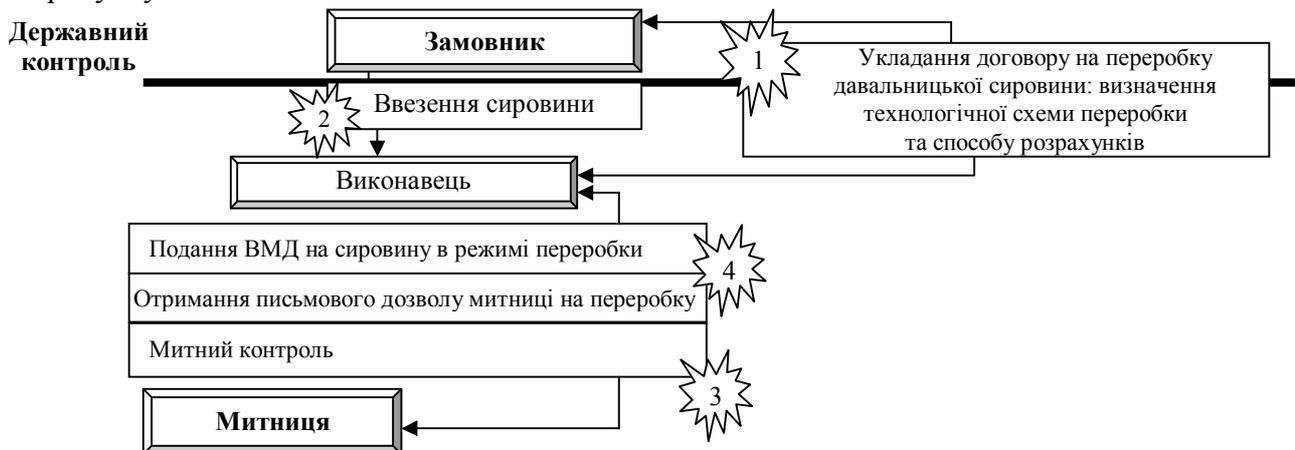 Державний
контроль
Замовник
1
Укладання договору на переробку
давальницької сировини: визначення
технологічної схеми переробки
та способу розрахунків
2
Ввезення сировини
Виконавець
Подання ВМД на сировину в режимі переробки
4
Отримання письмового дозволу митниці на переробку
Митний контроль
3
Митниця